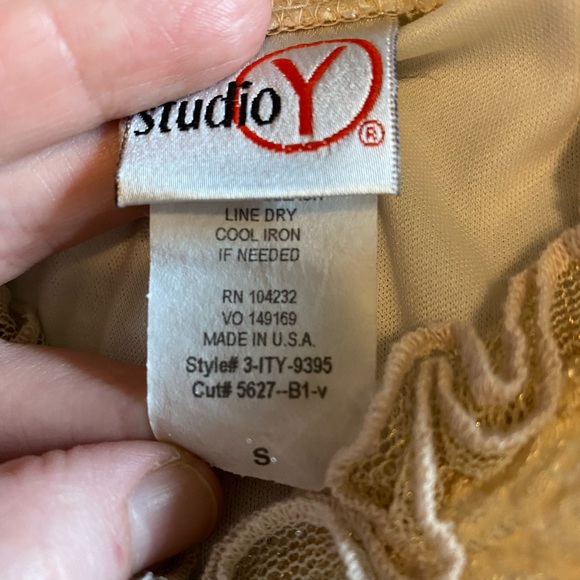 studio Y ®
LINE DRY
COOL IRON
IF NEEDED
RN 104232
VO 149169
MADE IN U.S.A.
Style# 3-ITY-9395
Cut# 5627--B1-v
S